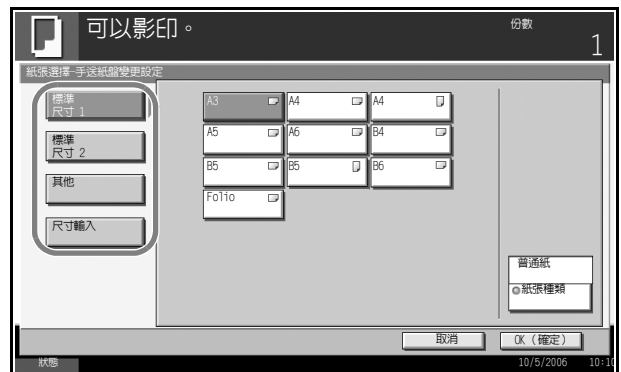 可以影印。
份數
1
紙張選擇-手送紙盤變更設定
標準
尺寸 1
標準
尺寸 2
其他
尺寸輸入
A3
A4
A4
A5
A6
B4
B5
B5
B6
Folio
普通紙
紙張種類
取消
OK（確定）
狀態
10/5/2006 10:10